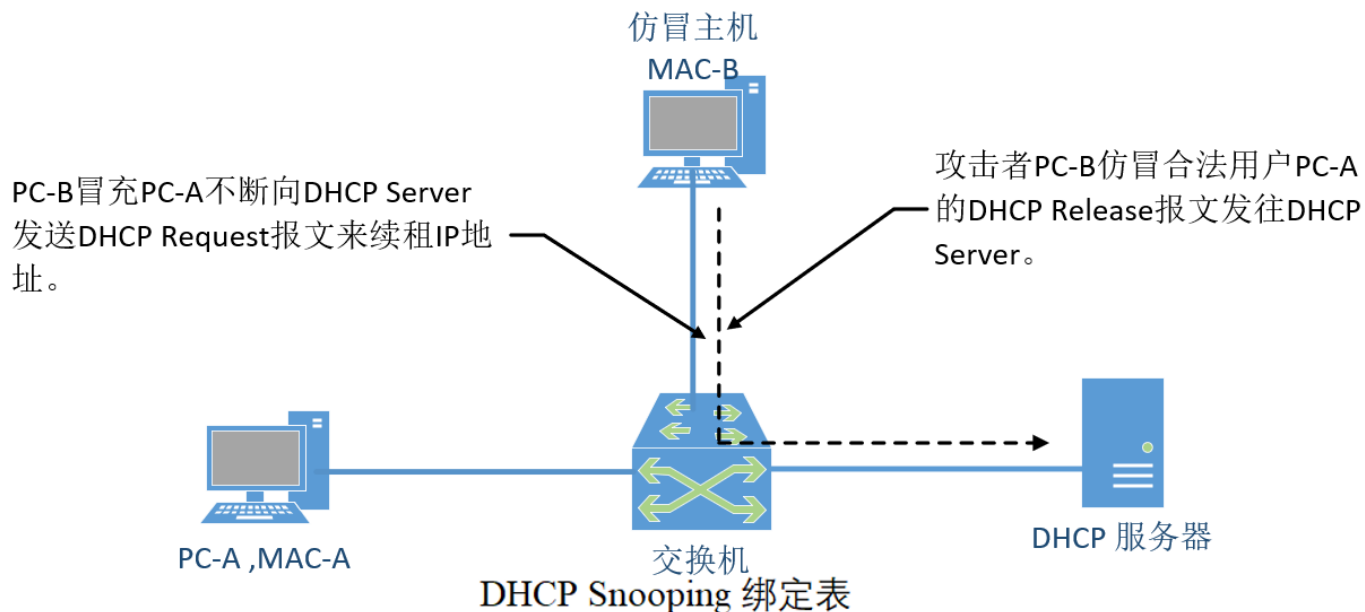 仿冒主机
MAC-B
PC-B冒充PC-A不断向DHCP Server
发送DHCP Request报文来续租IP地
址。
攻击者PC-B仿冒合法用户PC-A
的DHCP Release报文发往DHCP
Server。
PC-A ,MAC-A
交换机
DHCP 服务器
DHCP Snooping 绑定表